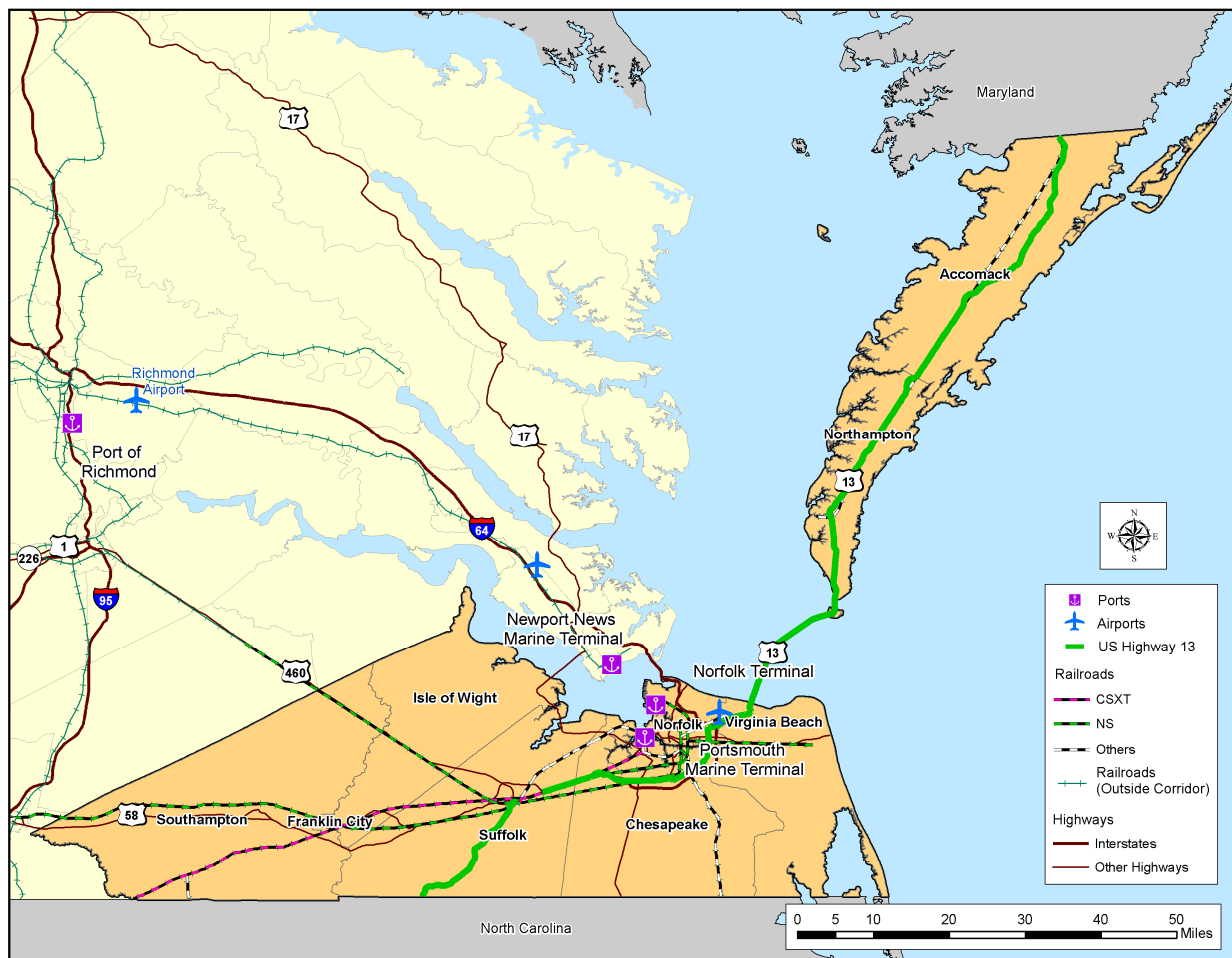 Maryland
17
Accomack
Richmond
Airport
Port of
Richmond
17
Northampton
13
64
1
226
95
N
W E
S
Newport News
Marine Terminal
13
460
Norfolk Terminal
Isle of Wight
Norfolk
Virginia Beach
Portsmouth
Marine Terminal
58
Southampton
Franklin City
Suffolk
Chesapeake
North Carolina
Ports
Airports
US Highway 13
Railroads
CSXT
NS
Others
Railroads
(Outside Corridor)
Highways
Interstates
Other Highways
0 5 10 20 30 40 50
Miles